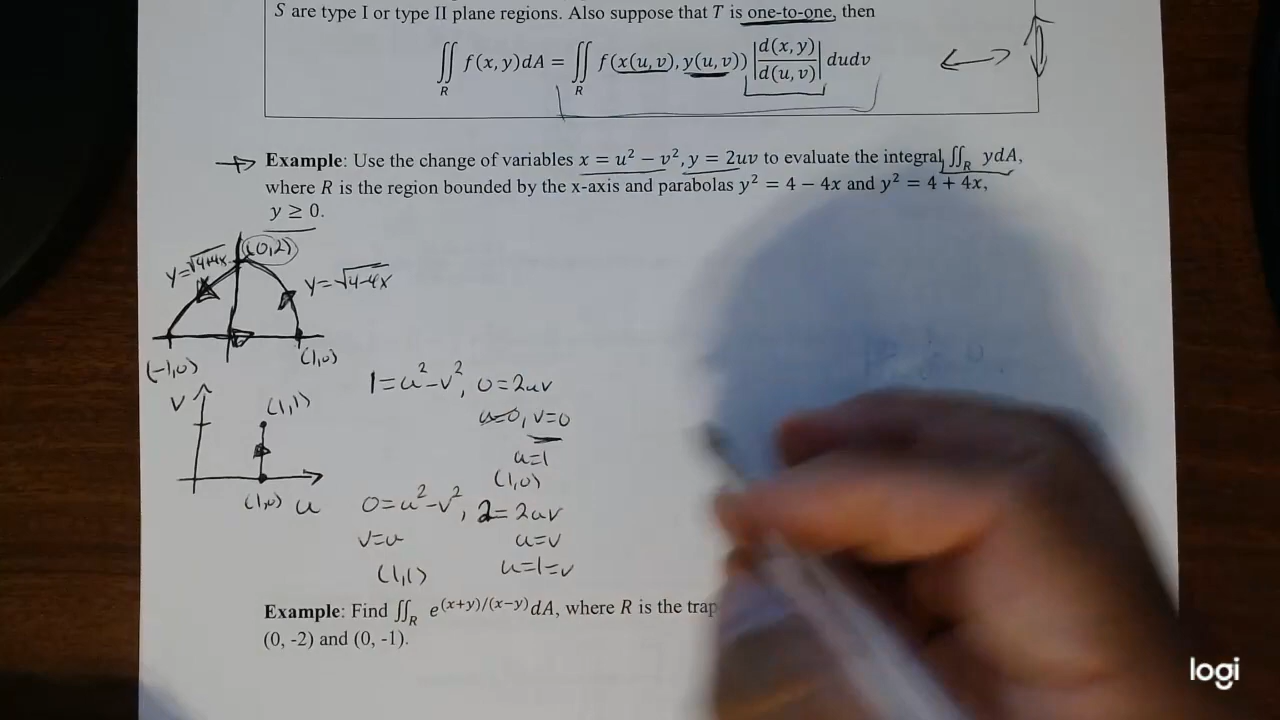 S are type I or type II plane regions. Also suppose that T is one-to-one, then
∬_R f(x, y)dA = ∬_R f(x(u, v), y(u, v)) |d(x, y)/d(u, v)| dudv
Example: Use the change of variables x = u² − v², y = 2uv to evaluate the integral ∬_R ydA,
where R is the region bounded by the x-axis and parabolas y² = 4 − 4x and y² = 4 + 4x,
y ≥ 0.
(0,2)
y=√4+4x
y=√4-4x
(-1,0)
(1,0)
v
(1,1)
(1,0) u
1=u²-v², 0=2uv
u=0, v=0
u=1
(1,0)
0=u²-v², 2=2uv
v=u
u=v
(1,1)
u=1=v
Example: Find ∬_R e^(x+y)/(x−y) dA, where R is the trap
(0, -2) and (0, -1).
logi